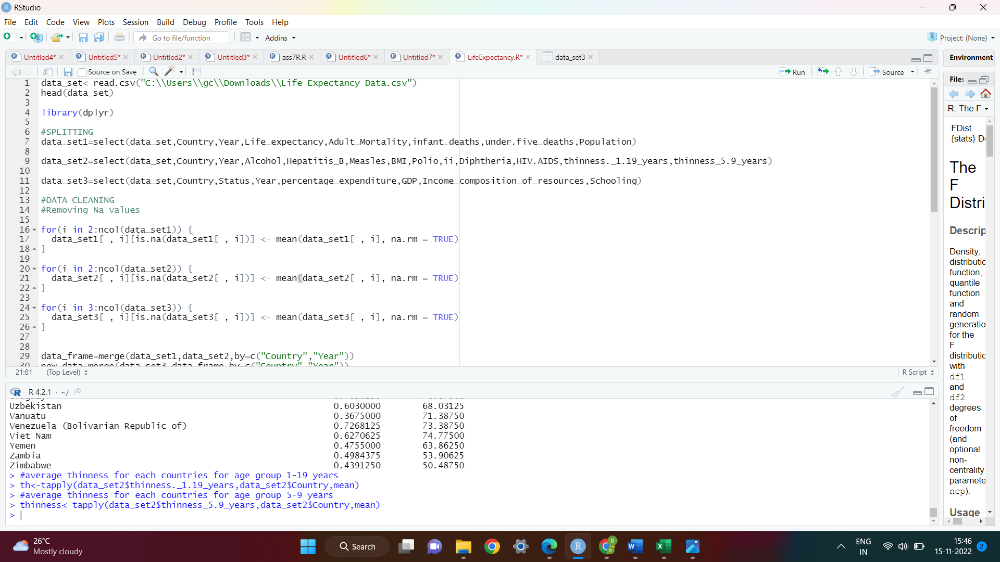 RStudio
File Edit Code View Plots Session Build Debug Profile Tools Help
Go to file/function Addins Project: (None)
Untitled4* Untitled5* Untitled2* Untitled3* ass7R.R Untitled6* Untitled7* LifeExpectancy.R* data_set3
Source on Save Run Source
1 data_set<-read.csv("C:\\Users\\gc\\Downloads\\Life Expectancy Data.csv")
2 head(data_set)
3
4 library(dplyr)
5
6 #SPLITTING
7 data_set1=select(data_set,Country,Year,Life_expectancy,Adult_Mortality,infant_deaths,under.five_deaths,Population)
8
9 data_set2=select(data_set,Country,Year,Alcohol,Hepatitis_B,Measles,BMI,Polio,ii,Diphtheria,HIV.AIDS,thinness._1.19_years,thinness_5.9_years)
10
11 data_set3=select(data_set,Country,Status,Year,percentage_expenditure,GDP,Income_composition_of_resources,Schooling)
12
13 #DATA CLEANING
14 #Removing Na values
15
16 for(i in 2:ncol(data_set1)) {
17 data_set1[ , i][is.na(data_set1[ , i])] <- mean(data_set1[ , i], na.rm = TRUE)
18 }
19
20 for(i in 2:ncol(data_set2)) {
21 data_set2[ , i][is.na(data_set2[ , i])] <- mean(data_set2[ , i], na.rm = TRUE)
22 }
23
24 for(i in 3:ncol(data_set3)) {
25 data_set3[ , i][is.na(data_set3[ , i])] <- mean(data_set3[ , i], na.rm = TRUE)
26 }
27
28
29 data_frame=merge(data_set1,data_set2,by=c("Country","Year"))
30 new_data=merge(data_set3,data_frame,by=c("Country","Year"))
21:81 (Top Level) R Script
R 4.2.1 · ~/
Uzbekistan 0.6030000 68.03125
Vanuatu 0.3675000 71.38750
Venezuela (Bolivarian Republic of) 0.7268125 73.38750
Viet Nam 0.6270625 74.77500
Yemen 0.4755000 63.86250
Zambia 0.4984375 53.90625
Zimbabwe 0.4391250 50.48750
> #average thinness for each countries for age group 1-19 years
> th<-tapply(data_set2$thinness._1.19_years,data_set2$Country,mean)
> #average thinness for each countries for age group 5-9 years
> thinness<-tapply(data_set2$thinness_5.9_years,data_set2$Country,mean)
>
Environment
Files
R: The F
FDist
{stats} D
The
F
Distri
Descrip
Density,
distributic
function,
quantile
function
and
random
generatio
for the
F
distributic
with
df1
and
df2
degrees
of
freedom
(and
optional
non-
centrality
paramete
ncp).
Usage
26°C
Mostly cloudy
Search
ENG
IN
15:46
15-11-2022
2